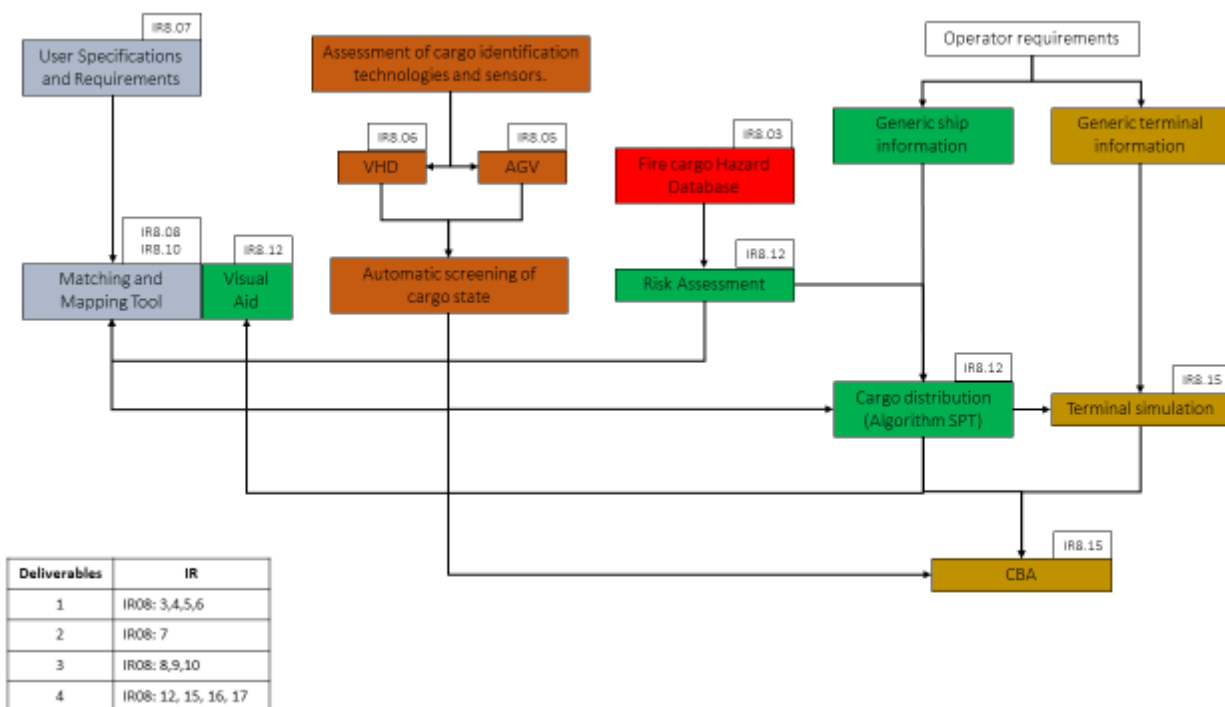 IR8.07
User Specifications
and Requirements
Assessment of cargo identification
technologies and sensors.
Operator requirements
IR8.06
VHD
IR8.05
AGV
IR8.03
Fire cargo Hazard
Database
Generic ship
information
Generic terminal
information
IR8.08
IR8.10
Matching and
Mapping Tool
IR8.12
Visual
Aid
Automatic screening of
cargo state
IR8.12
Risk Assessment
IR8.12
Cargo distribution
(Algorithm SPT)
IR8.15
Terminal simulation
IR8.15
CBA
Deliverables IR
1 IR08: 3,4,5,6
2 IR08: 7
3 IR08: 8,9,10
4 IR08: 12, 15, 16, 17